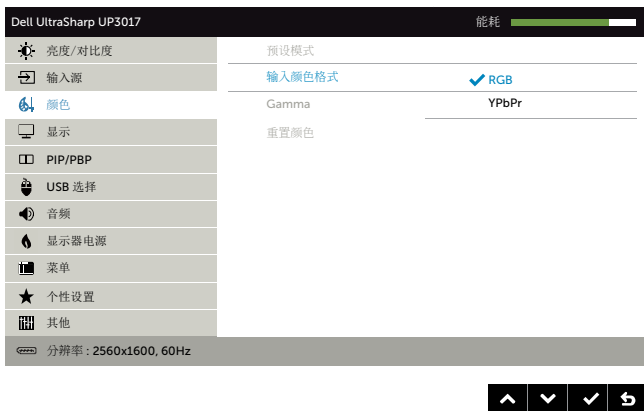 Dell UltraSharp UP3017 能耗
亮度/对比度 预设模式
输入源 输入颜色格式 RGB
颜色 Gamma YPbPr
显示 重置颜色
PIP/PBP
USB 选择
音频
显示器电源
菜单
个性设置
其他
分辨率 : 2560x1600, 60Hz